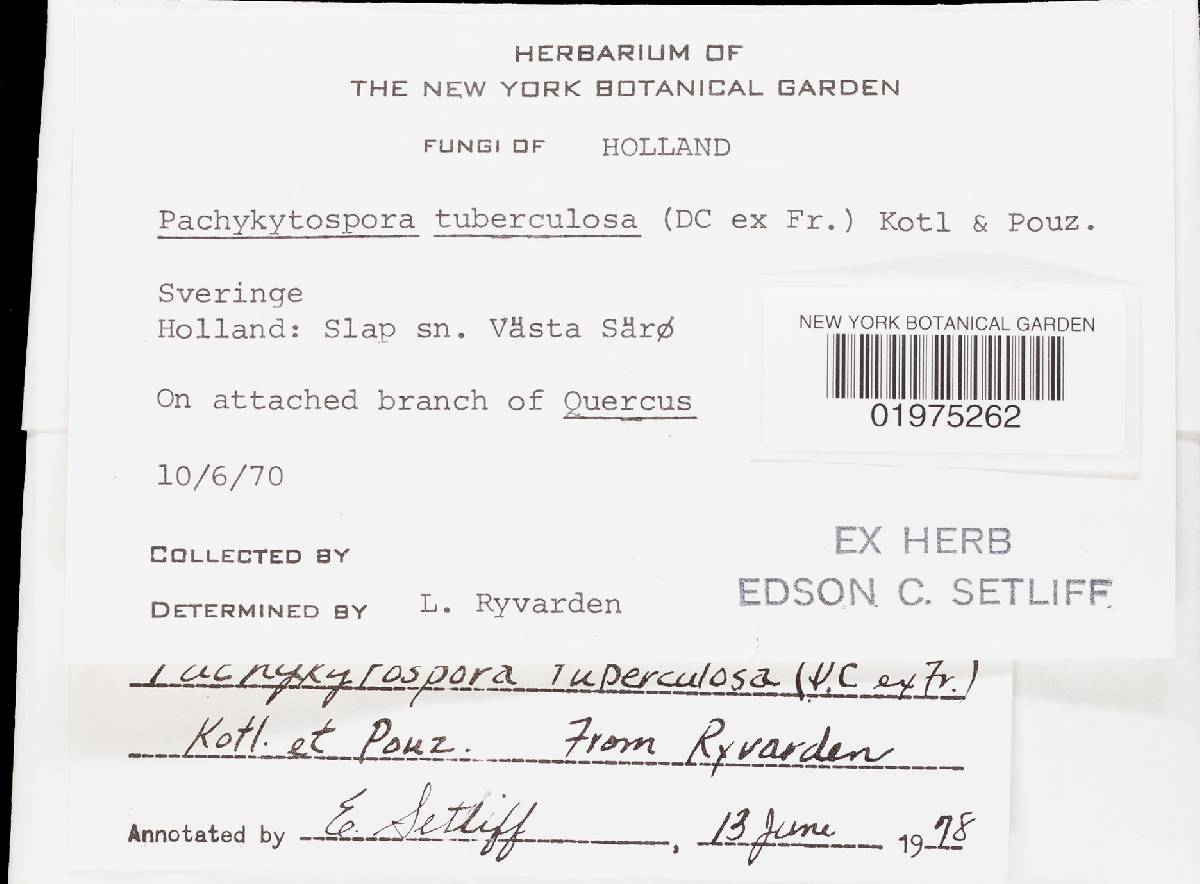 HERBARIUM OF
THE NEW YORK BOTANICAL GARDEN
FUNGI OF HOLLAND
Pachykytospora tuberculosa (DC ex Fr.) Kotl & Pouz.
Sveringe
Holland: Slap sn. Västa Särø
On attached branch of Quercus
10/6/70
NEW YORK BOTANICAL GARDEN
01975262
COLLECTED BY
DETERMINED BY L. Ryvarden
EX HERB
EDSON C. SETLIFF
Pachykytospora tuberculosa (D.C ex Fr.)
Kotl. et Pouz. From Ryvarden
Annotated by E. Setliff, 13 June 1978